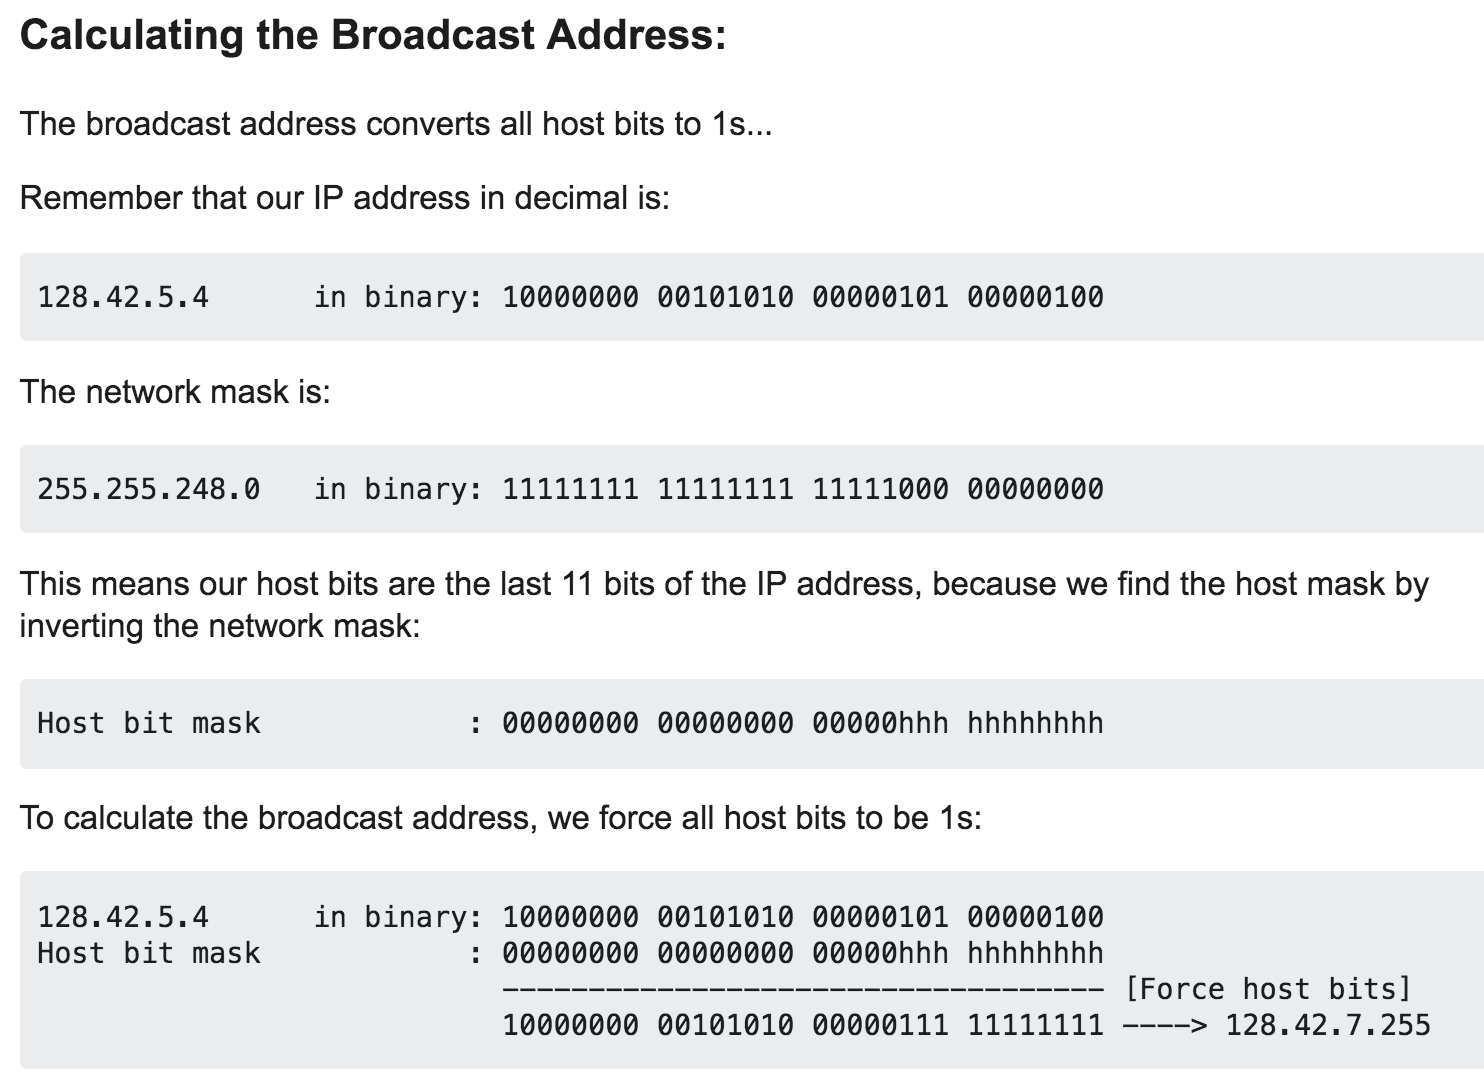 Calculating the Broadcast Address:
The broadcast address converts all host bits to 1s...
Remember that our IP address in decimal is:
128.42.5.4      in binary: 10000000 00101010 00000101 00000100
The network mask is:
255.255.248.0   in binary: 11111111 11111111 11111000 00000000
This means our host bits are the last 11 bits of the IP address, because we find the host mask by
inverting the network mask:
Host bit mask            : 00000000 00000000 00000hhh hhhhhhhh
To calculate the broadcast address, we force all host bits to be 1s:
128.42.5.4      in binary: 10000000 00101010 00000101 00000100
Host bit mask            : 00000000 00000000 00000hhh hhhhhhhh
                           ----------------------------------- [Force host bits]
                           10000000 00101010 00000111 11111111 ----> 128.42.7.255